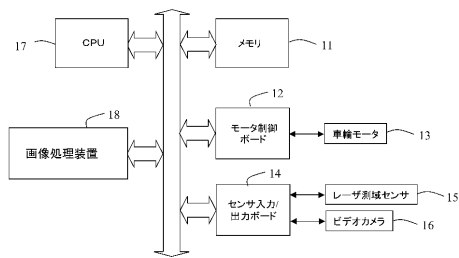 17
CPU
メモリ
11
12
18
モータ制御
ボード
車輪モータ
13
画像処理装置
14
センサ入力/
出力ボード
レーザ測域センサ
15
ビデオカメラ
16